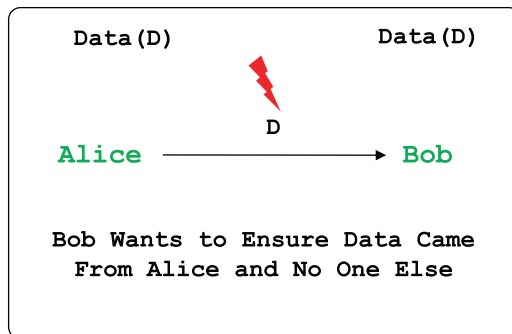 Data(D) Data(D)
D
Alice Bob
Bob Wants to Ensure Data Came
From Alice and No One Else